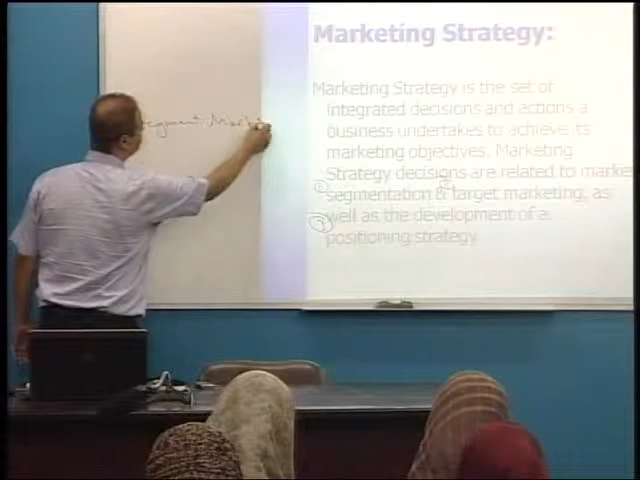 Marketing Strategy:
Marketing Strategy is the set of
integrated decisions and actions a
business undertakes to achieve its
marketing objectives. Marketing
Strategy decisions are related to market
segmentation & target marketing, as
well as the development of a
positioning strategy